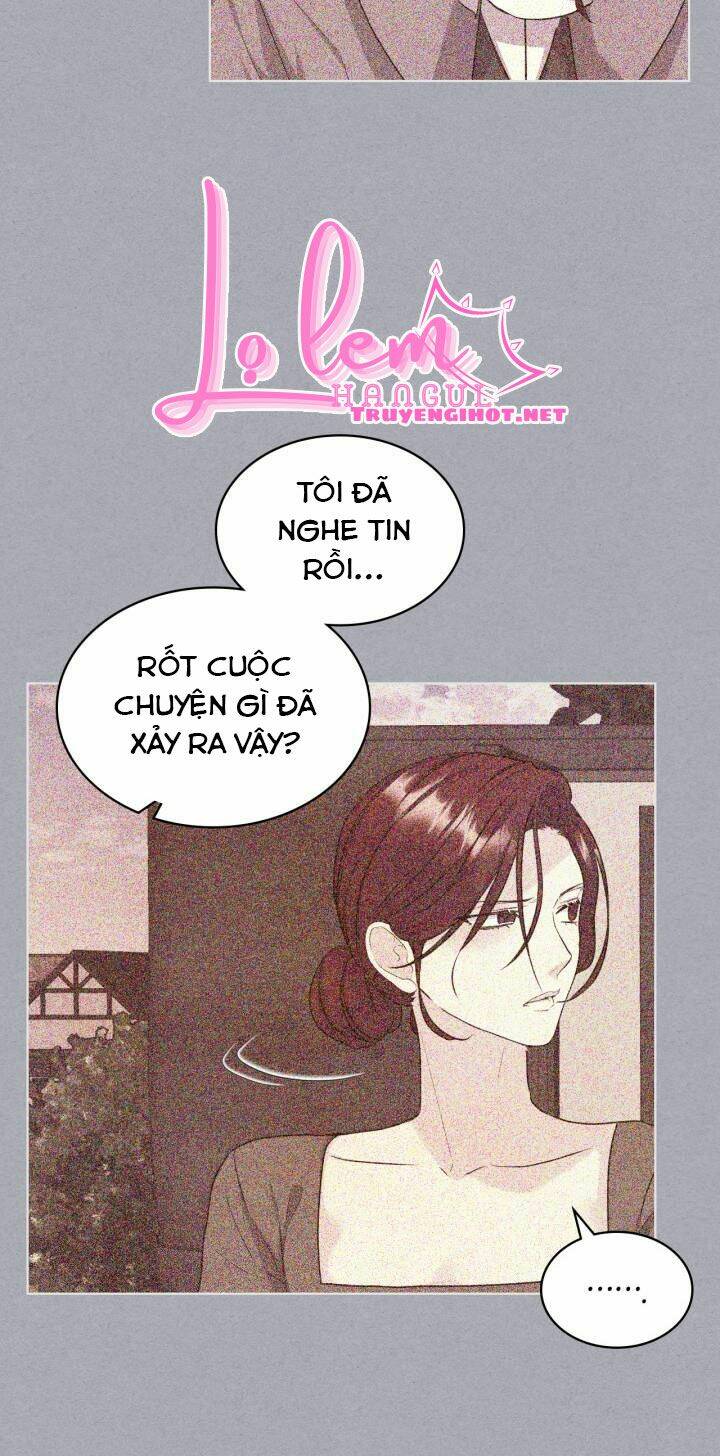 Lọ lem
HANGUL
TRUYENGIHOT.NET
TÔI ĐÃ
NGHE TIN
RỒI...
RỐT CUỘC
CHUYỆN GÌ ĐÃ
XẢY RA VẬY?
.......